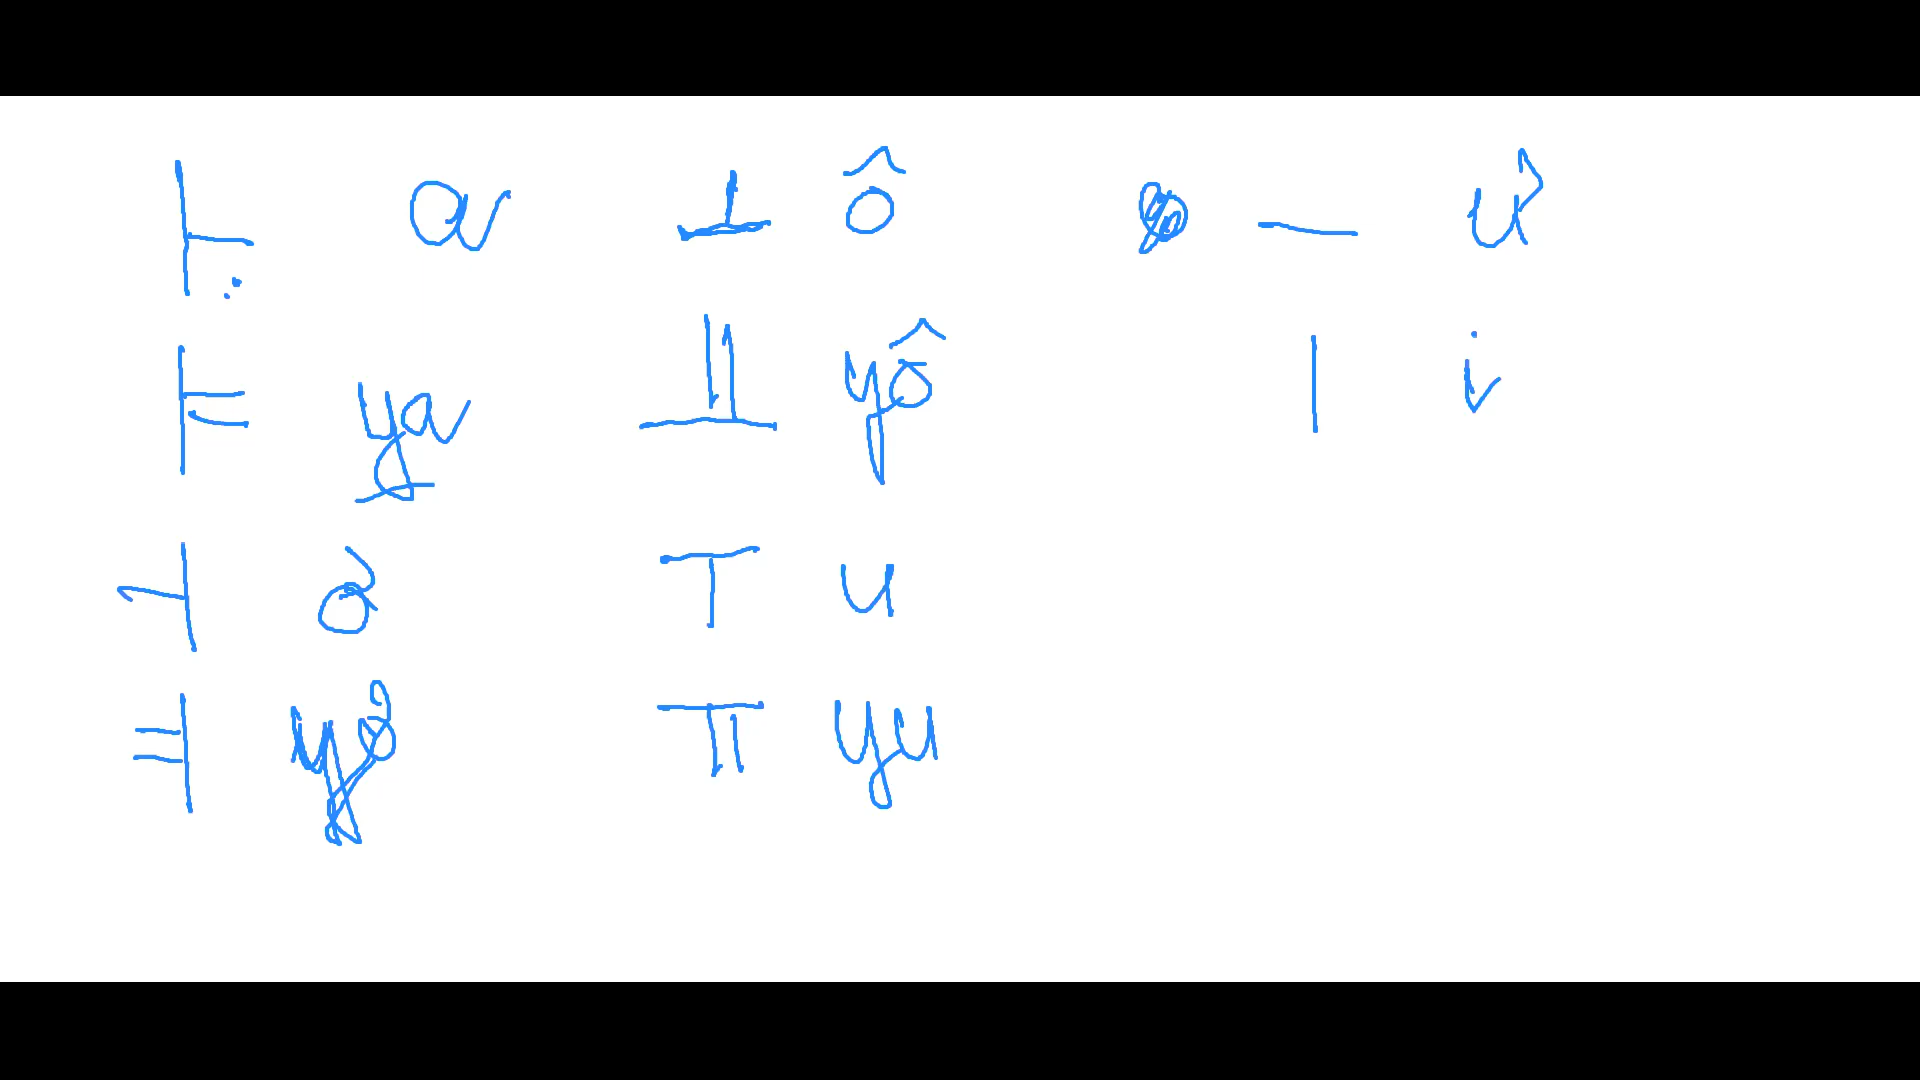 ㅏ a ㅗ ô ㅡ ư
ㅑ ya ㅛ yô ㅣ i
ㅓ ơ ㅜ u
ㅕ yơ ㅠ yu